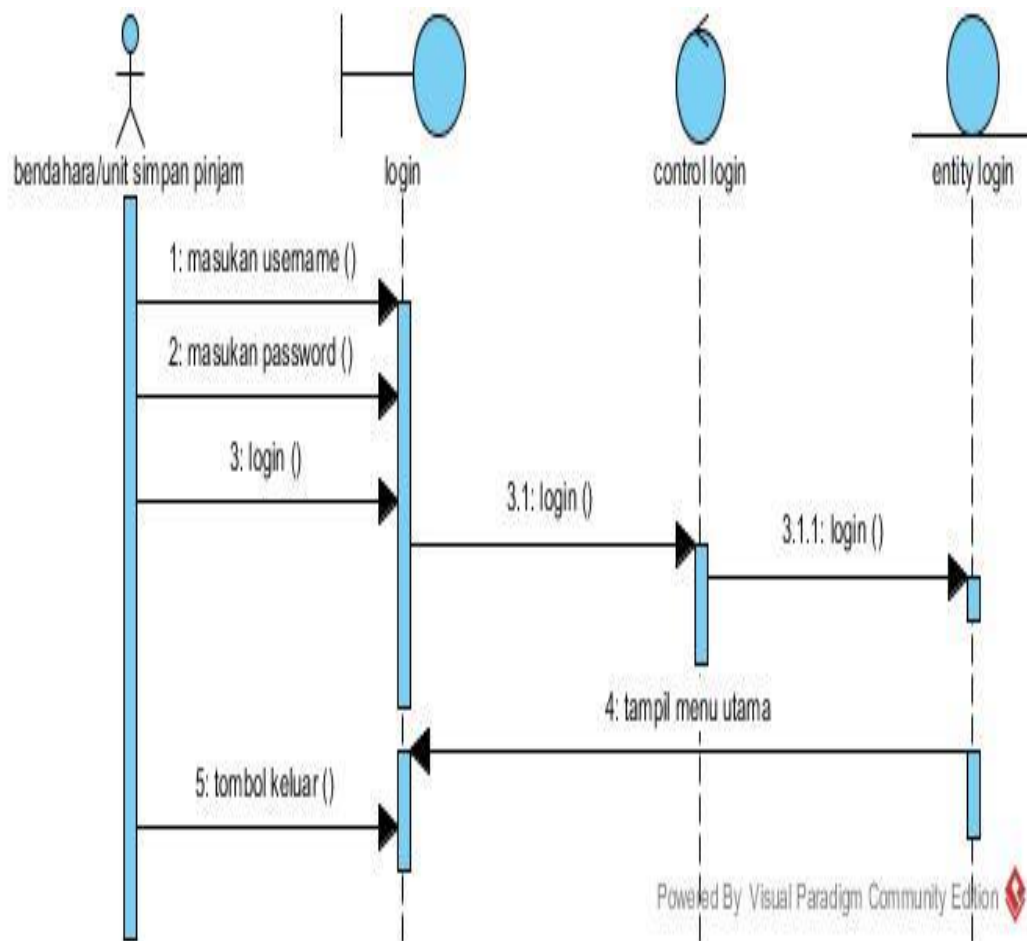 bendahara/unit simpan pinjam
login
control login
entity login
1: masukan username ()
2: masukan password ()
3: login ()
3.1: login ()
3.1.1: login ()
4: tampil menu utama
5: tombol keluar ()
Powered By Visual Paradigm Community Edition